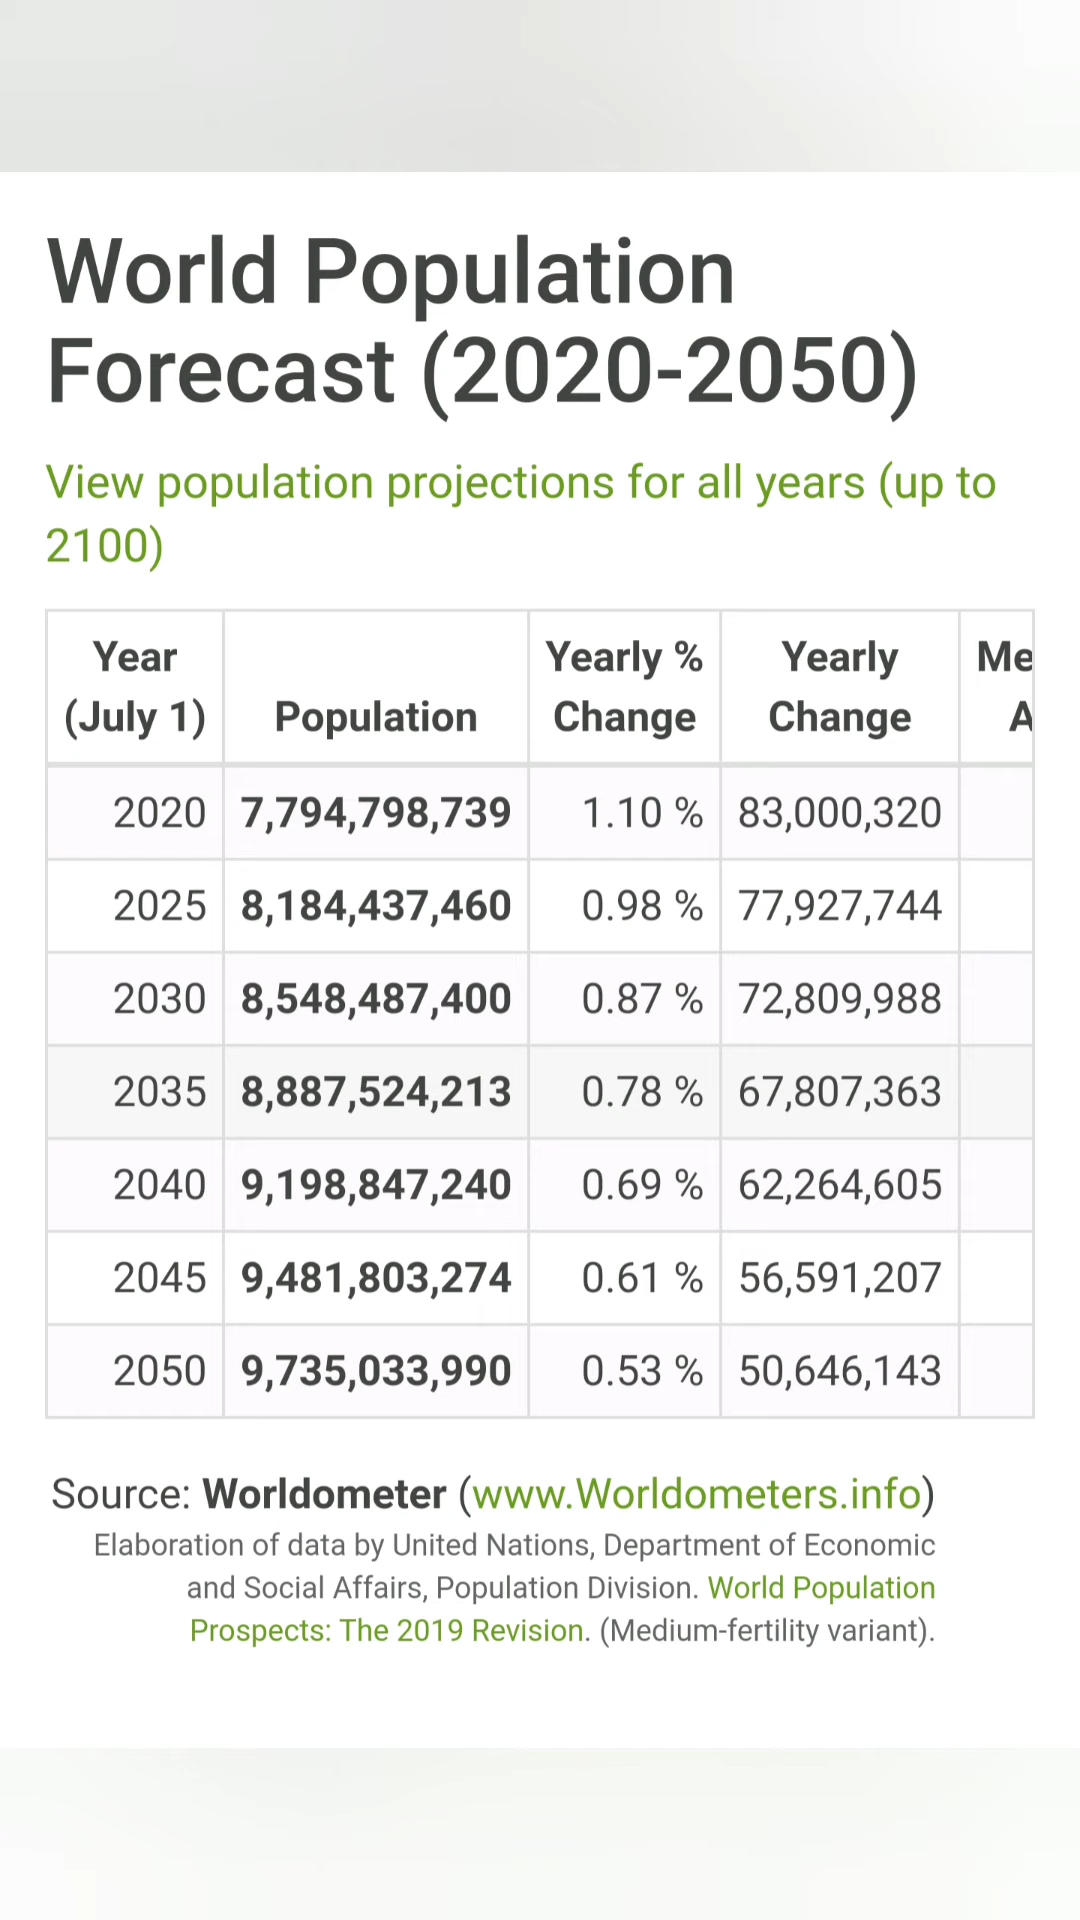 World Population
Forecast (2020-2050)
View population projections for all years (up to
2100)
Year (July 1) Population Yearly % Change Yearly Change Me A
2020 7,794,798,739 1.10 % 83,000,320
2025 8,184,437,460 0.98 % 77,927,744
2030 8,548,487,400 0.87 % 72,809,988
2035 8,887,524,213 0.78 % 67,807,363
2040 9,198,847,240 0.69 % 62,264,605
2045 9,481,803,274 0.61 % 56,591,207
2050 9,735,033,990 0.53 % 50,646,143
Source: Worldometer (www.Worldometers.info)
Elaboration of data by United Nations, Department of Economic
and Social Affairs, Population Division. World Population
Prospects: The 2019 Revision. (Medium-fertility variant).